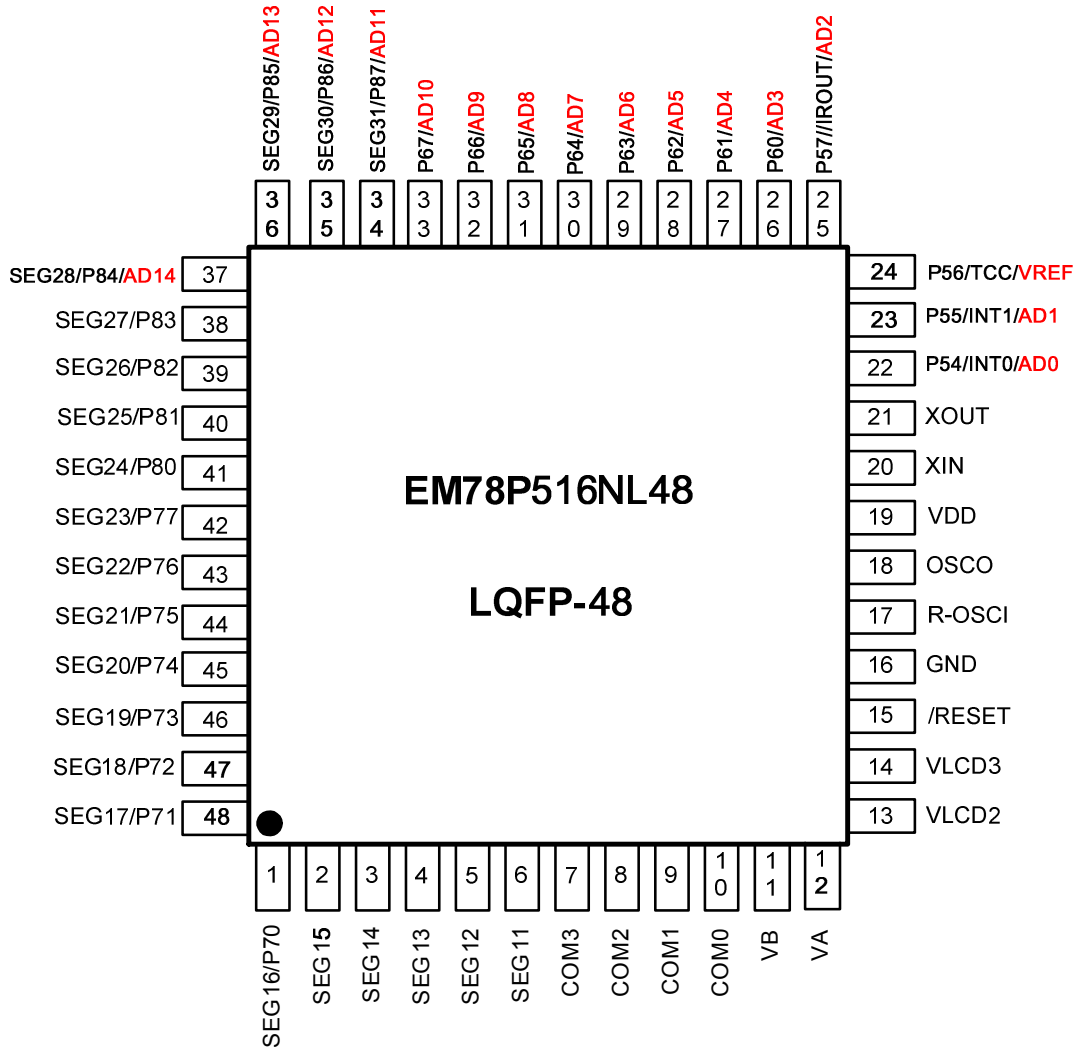 SEG29/P85/AD13
SEG30/P86/AD12
SEG31/P87/AD11
P67/AD10
P66/AD9
P65/AD8
P64/AD7
P63/AD6
P62/AD5
P61/AD4
P60/AD3
P57/IROUT/AD2
36
35
34
33
32
31
30
29
28
27
26
25
SEG28/P84/AD14 37
SEG27/P83 38
SEG26/P82 39
SEG25/P81 40
SEG24/P80 41
SEG23/P77 42
SEG22/P76 43
SEG21/P75 44
SEG20/P74 45
SEG19/P73 46
SEG18/P72 47
SEG17/P71 48
EM78P516NL48
LQFP-48
24 P56/TCC/VREF
23 P55/INT1/AD1
22 P54/INT0/AD0
21 XOUT
20 XIN
19 VDD
18 OSCO
17 R-OSCI
16 GND
15 /RESET
14 VLCD3
13 VLCD2
1
2
3
4
5
6
7
8
9
10
11
12
SEG16/P70
SEG15
SEG14
SEG13
SEG12
SEG11
COM3
COM2
COM1
COM0
VB
VA